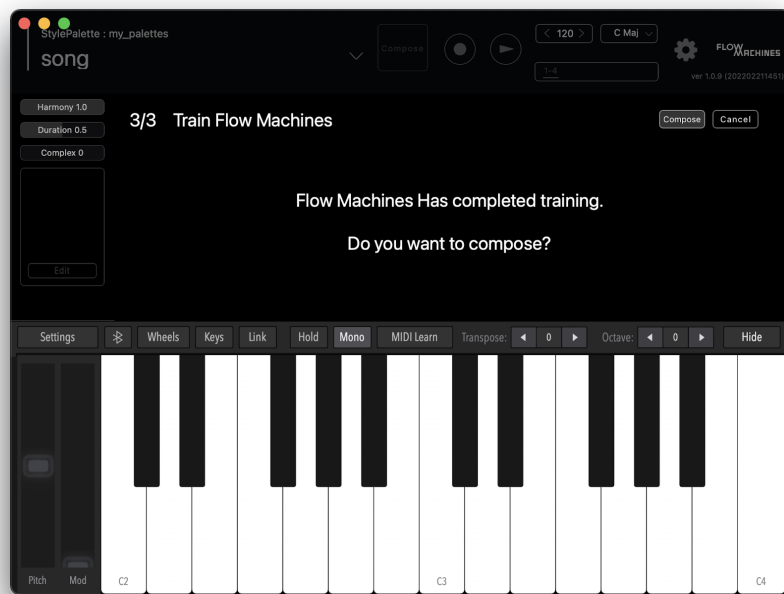 StylePalette : my_palettes
song
Compose
120
C Maj
1-4
FLOW MACHINES
ver 1.0.9 (202202211451)
Harmony 1.0
Duration 0.5
Complex 0
Edit
3/3 Train Flow Machines
Compose
Cancel
Flow Machines Has completed training.
Do you want to compose?
Settings
Wheels
Keys
Link
Hold
Mono
MIDI Learn
Transpose:
0
Octave:
0
Hide
Pitch
Mod
C2
C3
C4